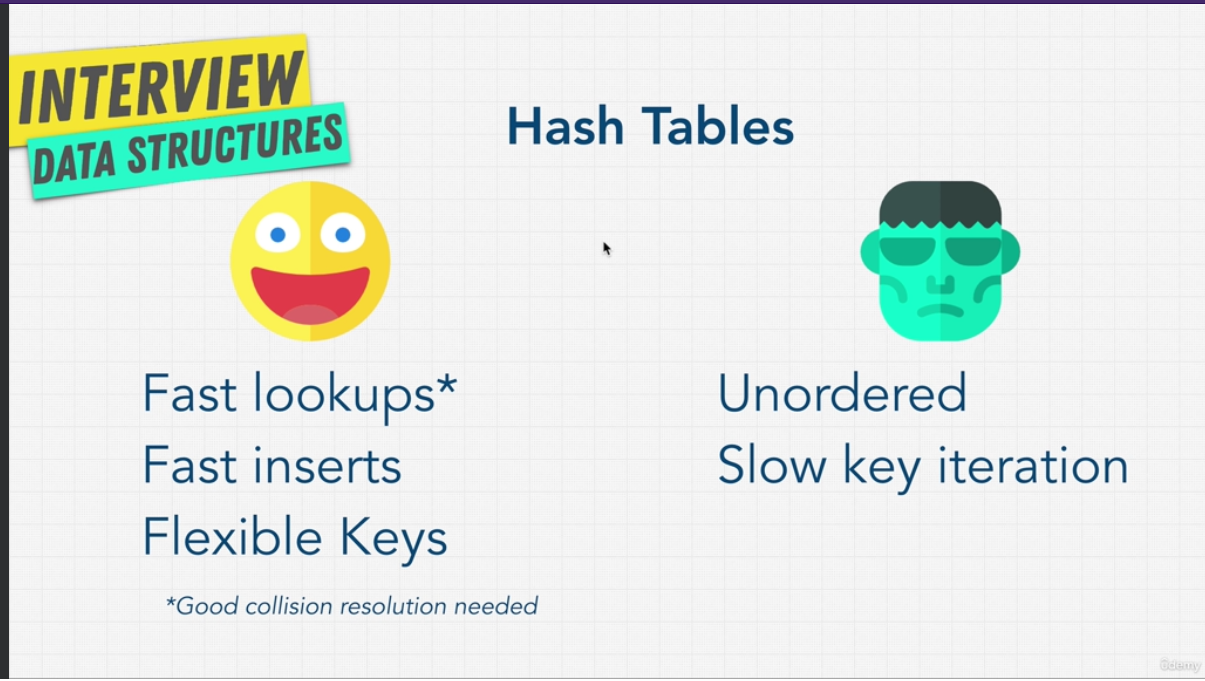 INTERVIEW
DATA STRUCTURES
Hash Tables
Fast lookups*
Fast inserts
Flexible Keys
*Good collision resolution needed
Unordered
Slow key iteration
ûdemy